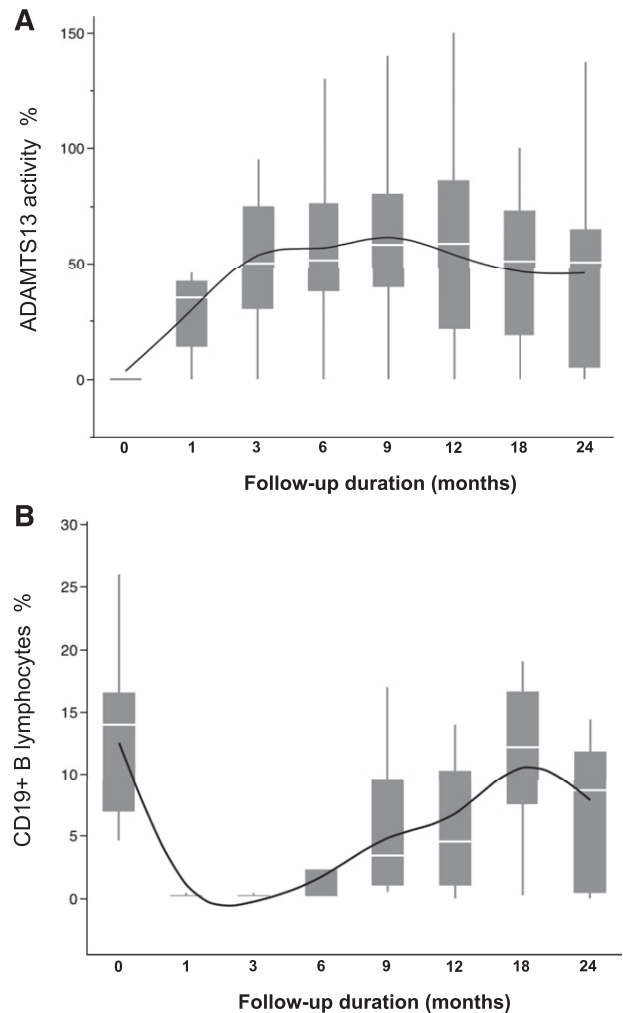 A
ADAMTS13 activity %
150
100
50
0
0 1 3 6 9 12 18 24
Follow-up duration (months)
B
CD19+ B lymphocytes %
30
25
20
15
10
5
0
0 1 3 6 9 12 18 24
Follow-up duration (months)